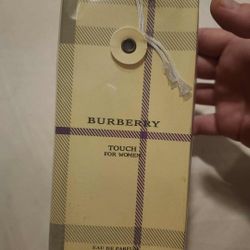 BURBERRY
TOUCH
FOR WOMEN
EAU DE PARFUM